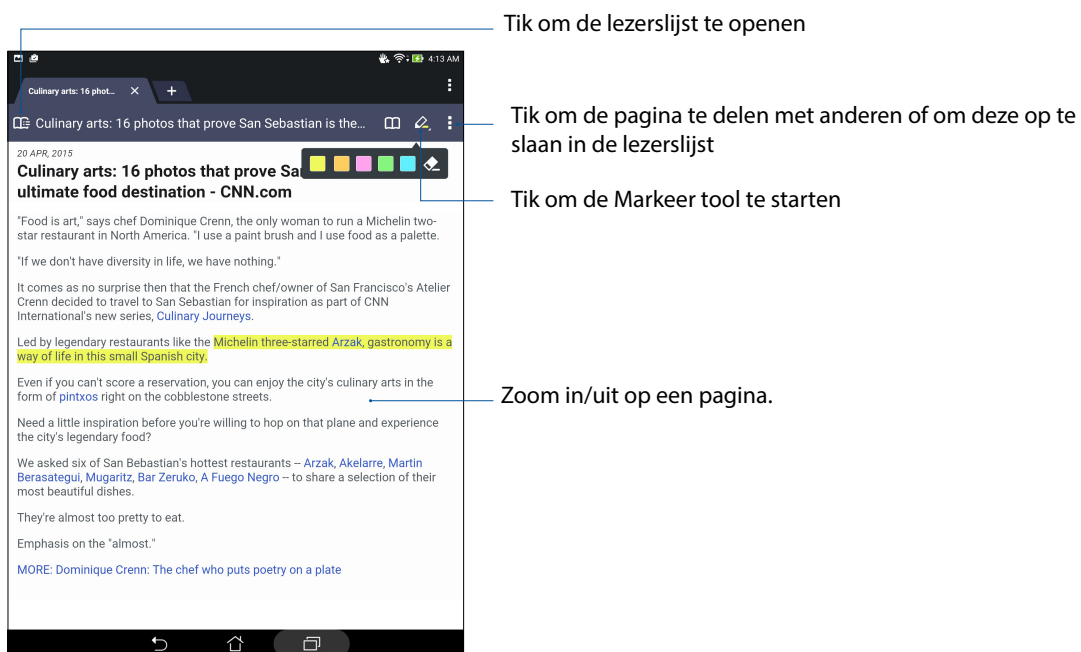 Tik om de lezerslijst te openen
4:13 AM
Culinary arts: 16 phot...
Culinary arts: 16 photos that prove San Sebastian is the...
Tik om de pagina te delen met anderen of om deze op te
slaan in de lezerslijst
20 APR, 2015
Culinary arts: 16 photos that prove Sa
ultimate food destination - CNN.com
Tik om de Markeer tool te starten
"Food is art," says chef Dominique Crenn, the only woman to run a Michelin two-
star restaurant in North America. "I use a paint brush and I use food as a palette.
"If we don't have diversity in life, we have nothing."
It comes as no surprise then that the French chef/owner of San Francisco's Atelier
Crenn decided to travel to San Sebastian for inspiration as part of CNN
International's new series, Culinary Journeys.
Led by legendary restaurants like the Michelin three-starred Arzak, gastronomy is a
way of life in this small Spanish city.
Even if you can't score a reservation, you can enjoy the city's culinary arts in the
form of pintxos right on the cobblestone streets.
Zoom in/uit op een pagina.
Need a little inspiration before you're willing to hop on that plane and experience
the city's legendary food?
We asked six of San Bebastian's hottest restaurants -- Arzak, Akelarre, Martin
Berasategui, Mugaritz, Bar Zeruko, A Fuego Negro -- to share a selection of their
most beautiful dishes.
They're almost too pretty to eat.
Emphasis on the "almost."
MORE: Dominique Crenn: The chef who puts poetry on a plate